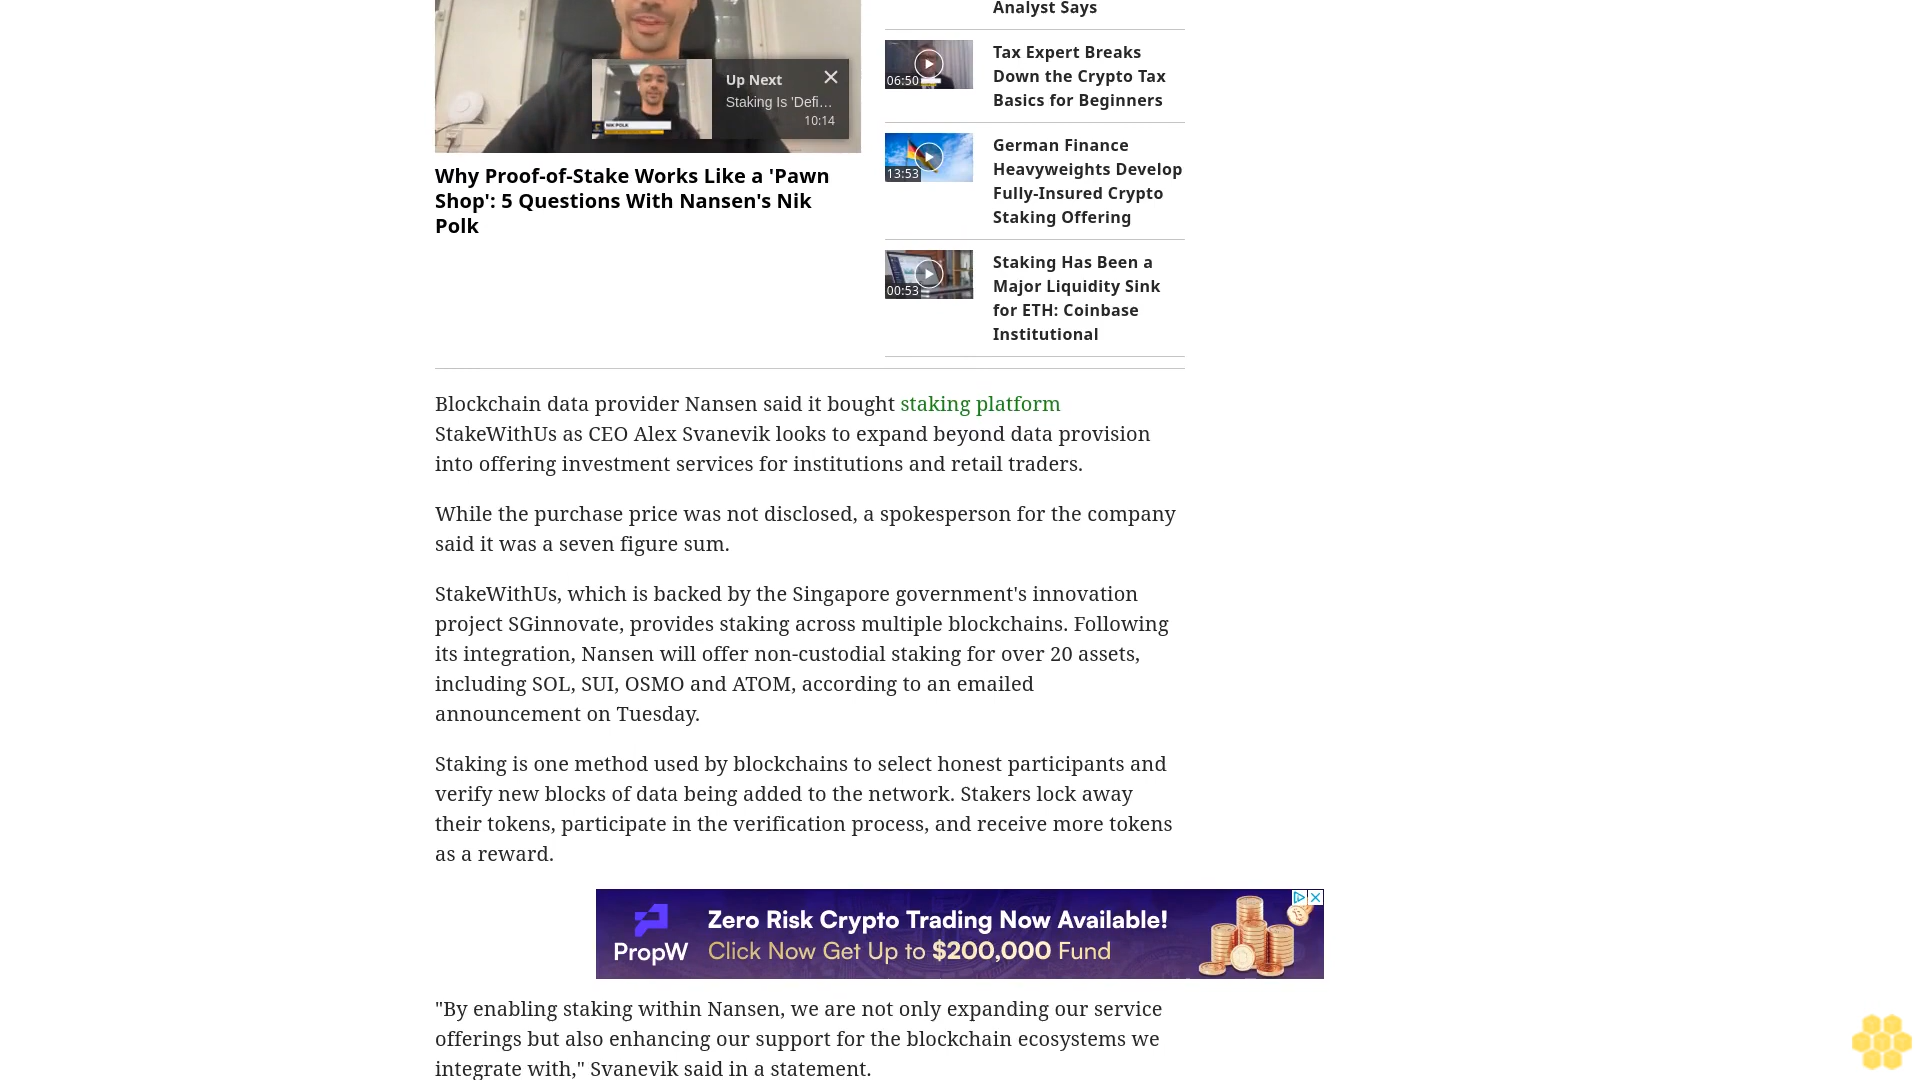 Up Next
Staking Is 'Defi...
10:14
Why Proof-of-Stake Works Like a 'Pawn
Shop': 5 Questions With Nansen's Nik
Polk
Analyst Says
06:50
Tax Expert Breaks
Down the Crypto Tax
Basics for Beginners
13:53
German Finance
Heavyweights Develop
Fully-Insured Crypto
Staking Offering
00:53
Staking Has Been a
Major Liquidity Sink
for ETH: Coinbase
Institutional
Blockchain data provider Nansen said it bought staking platform
StakeWithUs as CEO Alex Svanevik looks to expand beyond data provision
into offering investment services for institutions and retail traders.
While the purchase price was not disclosed, a spokesperson for the company
said it was a seven figure sum.
StakeWithUs, which is backed by the Singapore government's innovation
project SGinnovate, provides staking across multiple blockchains. Following
its integration, Nansen will offer non-custodial staking for over 20 assets,
including SOL, SUI, OSMO and ATOM, according to an emailed
announcement on Tuesday.
Staking is one method used by blockchains to select honest participants and
verify new blocks of data being added to the network. Stakers lock away
their tokens, participate in the verification process, and receive more tokens
as a reward.
PropW
Zero Risk Crypto Trading Now Available!
Click Now Get Up to $200,000 Fund
"By enabling staking within Nansen, we are not only expanding our service
offerings but also enhancing our support for the blockchain ecosystems we
integrate with," Svanevik said in a statement.